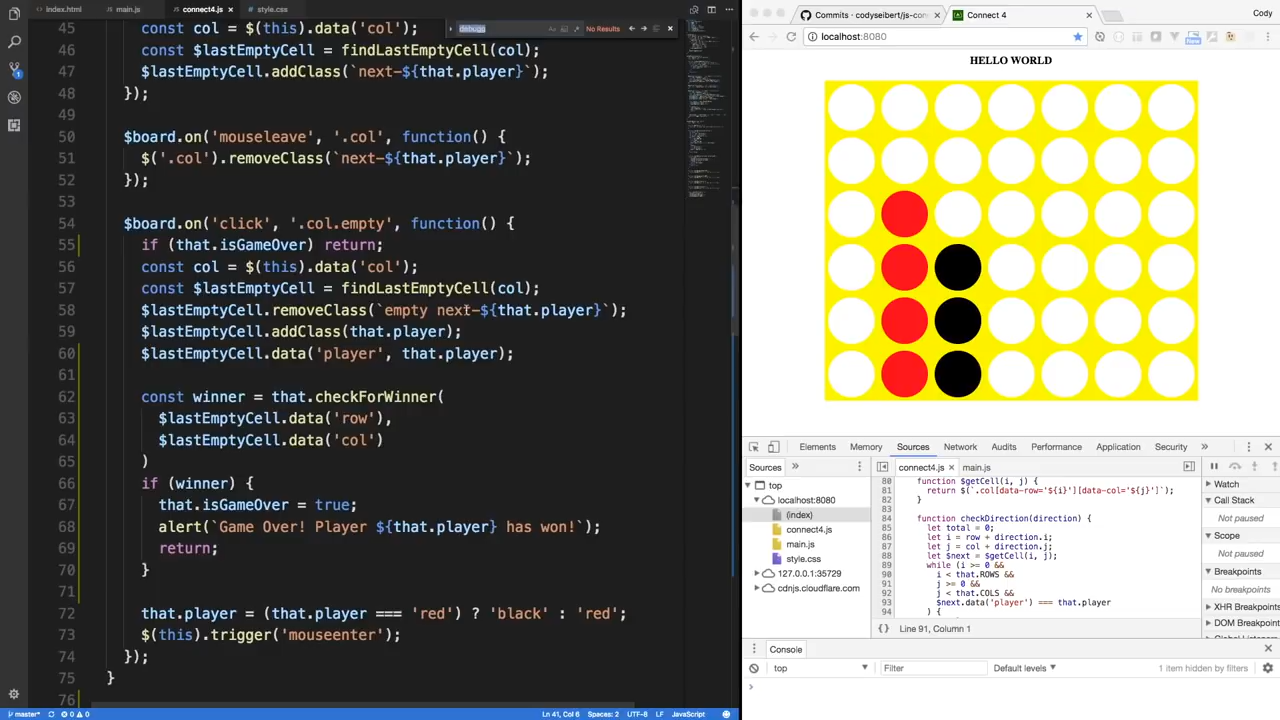 index.html
main.js
connect4.js
style.css
debugg
Aa
No Results
45 const col = $(this).data('col');
46 const $lastEmptyCell = findLastEmptyCell(col);
47 $lastEmptyCell.addClass(`next-${that.player}`);
48 });
49
50 $board.on('mouseleave', '.col', function() {
51 $('.col').removeClass(`next-${that.player}`);
52 });
53
54 $board.on('click', '.col.empty', function() {
55 if (that.isGameOver) return;
56 const col = $(this).data('col');
57 const $lastEmptyCell = findLastEmptyCell(col);
58 $lastEmptyCell.removeClass(`empty next-${that.player}`);
59 $lastEmptyCell.addClass(that.player);
60 $lastEmptyCell.data('player', that.player);
61
62 const winner = that.checkForWinner(
63 $lastEmptyCell.data('row'),
64 $lastEmptyCell.data('col')
65 )
66 if (winner) {
67 that.isGameOver = true;
68 alert(`Game Over! Player ${that.player} has won!`);
69 return;
70 }
71
72 that.player = (that.player === 'red') ? 'black' : 'red';
73 $(this).trigger('mouseenter');
74 });
75 }
76
master*
0 0
Ln 41, Col 6
Spaces: 2
UTF-8
LF
JavaScript
Commits · codyseibert/js-con
Connect 4
Cody
localhost:8080
New
HELLO WORLD
Elements Memory Sources Network Audits Performance Application Security
Sources
connect4.js
main.js
top
localhost:8080
(index)
connect4.js
main.js
style.css
127.0.0.1:35729
cdnjs.cloudflare.com
80 function $getCell(i, j) {
81 return $(`.col[data-row='${i}'][data-col='${j}']`);
82 }
83
84 function checkDirection(direction) {
85 let total = 0;
86 let i = row + direction.i;
87 let j = col + direction.j;
88 let $next = $getCell(i, j);
89 while (i >= 0 &&
90 i < that.ROWS &&
91 j >= 0 &&
92 j < that.COLS &&
93 $next.data('player') === that.player
94 ) {
{} Line 91, Column 1
Watch
Call Stack
Not paused
Scope
Not paused
Breakpoints
No breakpoints
XHR Breakpoints
DOM Breakpoints
Console
top
Filter
Default levels
1 item hidden by filters